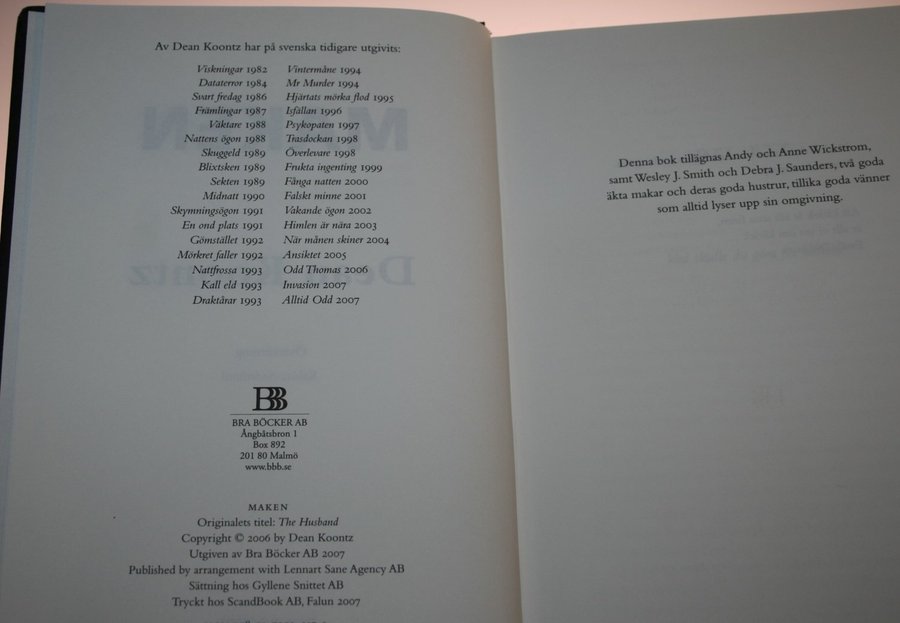 Av Dean Koontz har på svenska tidigare utgivits:
Viskningar 1982
Dataterror 1984
Svart fredag 1986
Främlingar 1987
Väktare 1988
Nattens ögon 1988
Skuggeld 1989
Blixtsken 1989
Sekten 1989
Midnatt 1990
Skymningsögon 1991
En ond plats 1991
Gömstället 1992
Mörkret faller 1992
Nattfrossa 1993
Kall eld 1993
Draktårar 1993
Vintermåne 1994
Mr Murder 1994
Hjärtats mörka flod 1995
Isfällan 1996
Psykopaten 1997
Trasdockan 1998
Överlevare 1998
Frukta ingenting 1999
Fånga natten 2000
Falskt minne 2001
Vakande ögon 2002
Himlen är nära 2003
När månen skiner 2004
Ansiktet 2005
Odd Thomas 2006
Invasion 2007
Alltid Odd 2007
BBB
BRA BÖCKER AB
Ångbåtsbron 1
Box 892
201 80 Malmö
www.bbb.se
MAKEN
Originalets titel: The Husband
Copyright © 2006 by Dean Koontz
Utgiven av Bra Böcker AB 2007
Published by arrangement with Lennart Sane Agency AB
Sättning hos Gyllene Snittet AB
Tryckt hos ScandBook AB, Falun 2007
Denna bok tillägnas Andy och Anne Wickstrom,
samt Wesley J. Smith och Debra J. Saunders, två goda
äkta makar och deras goda hustrur, tillika goda vänner
som alltid lyser upp sin omgivning.